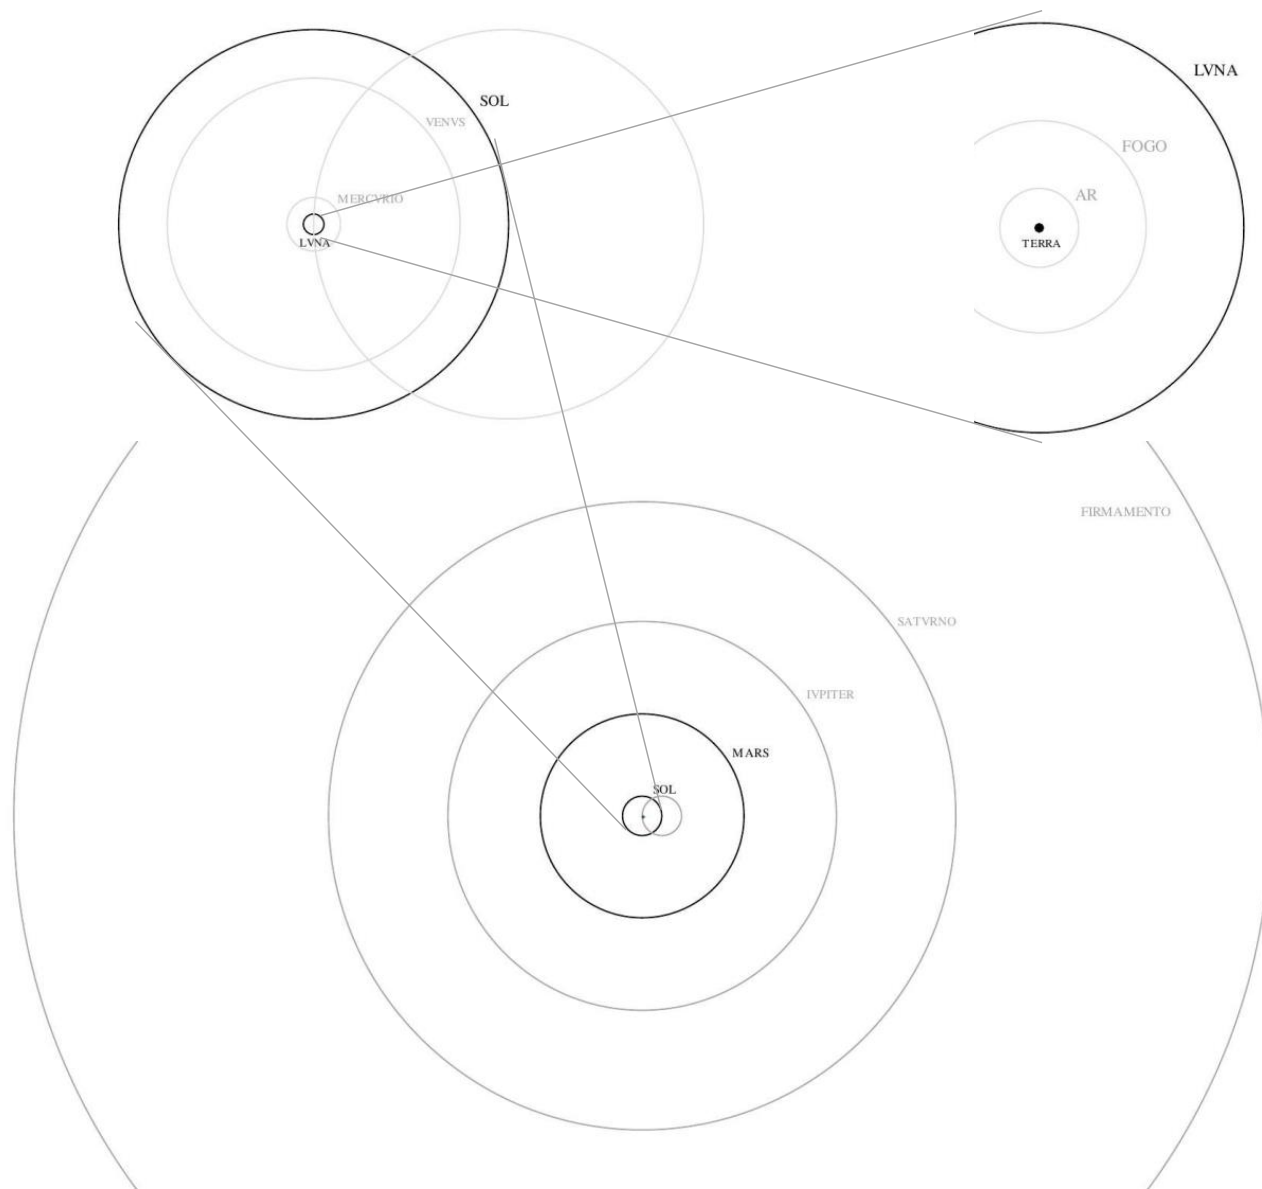 SOL
VENVS
MERCVRIO
LVNA
LVNA
FOGO
AR
TERRA
FIRMAMENTO
SATVRNO
IVPITER
MARS
SOL